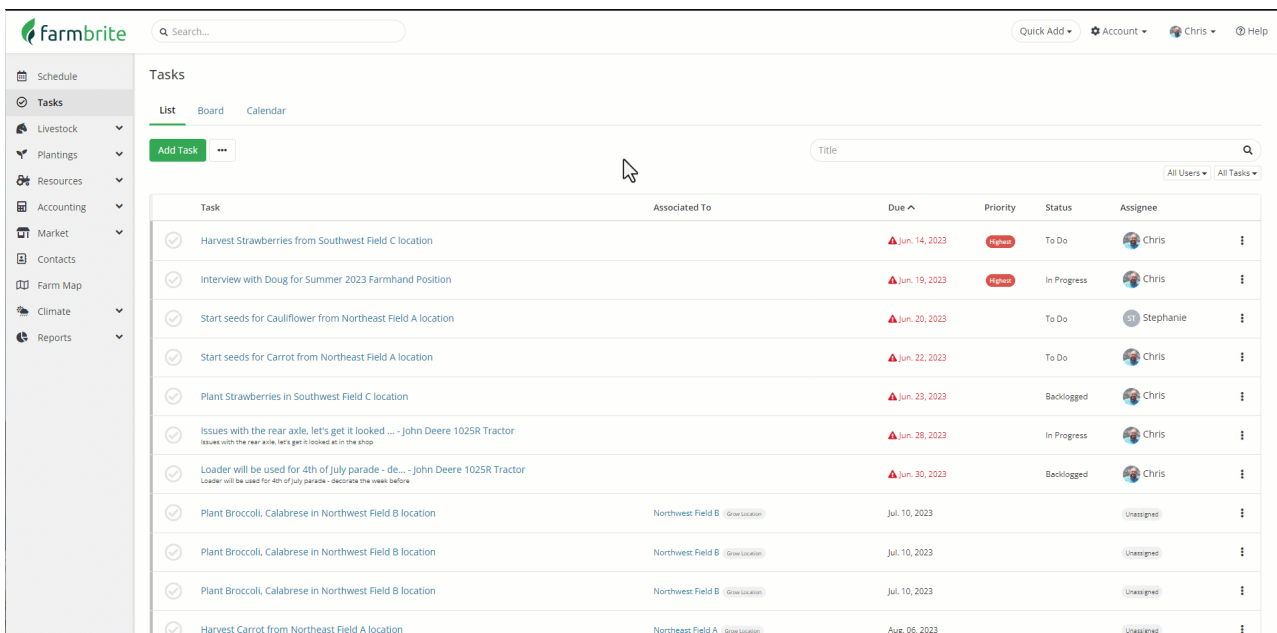 farmbrite
Search...
Quick Add
Account
Chris
Help
Schedule
Tasks
Livestock
Plantings
Resources
Accounting
Market
Contacts
Farm Map
Climate
Reports
Tasks
List Board Calendar
Add Task
Title
All Users All Tasks
Task Associated To Due Priority Status Assignee
Harvest Strawberries from Southwest Field C location Jun. 14, 2023 Highest To Do Chris
Interview with Doug for Summer 2023 Farmhand Position Jun. 19, 2023 Highest In Progress Chris
Start seeds for Cauliflower from Northeast Field A location Jun. 20, 2023 To Do ST Stephanie
Start seeds for Carrot from Northeast Field A location Jun. 22, 2023 To Do Chris
Plant Strawberries in Southwest Field C location Jun. 23, 2023 Backlogged Chris
Issues with the rear axle, let's get it looked ... - John Deere 1025R Tractor Jun. 28, 2023 In Progress Chris
Issues with the rear axle, let's get it looked at in the shop
Loader will be used for 4th of July parade - de... - John Deere 1025R Tractor Jun. 30, 2023 Backlogged Chris
Loader will be used for 4th of July parade - decorate the week before
Plant Broccoli, Calabrese in Northwest Field B location Northwest Field B Grow Location Jul. 10, 2023 Unassigned
Plant Broccoli, Calabrese in Northwest Field B location Northwest Field B Grow Location Jul. 10, 2023 Unassigned
Plant Broccoli, Calabrese in Northwest Field B location Northwest Field B Grow Location Jul. 10, 2023 Unassigned
Harvest Carrot from Northeast Field A location Northeast Field A Grow Location Aug. 06, 2023 Unassigned